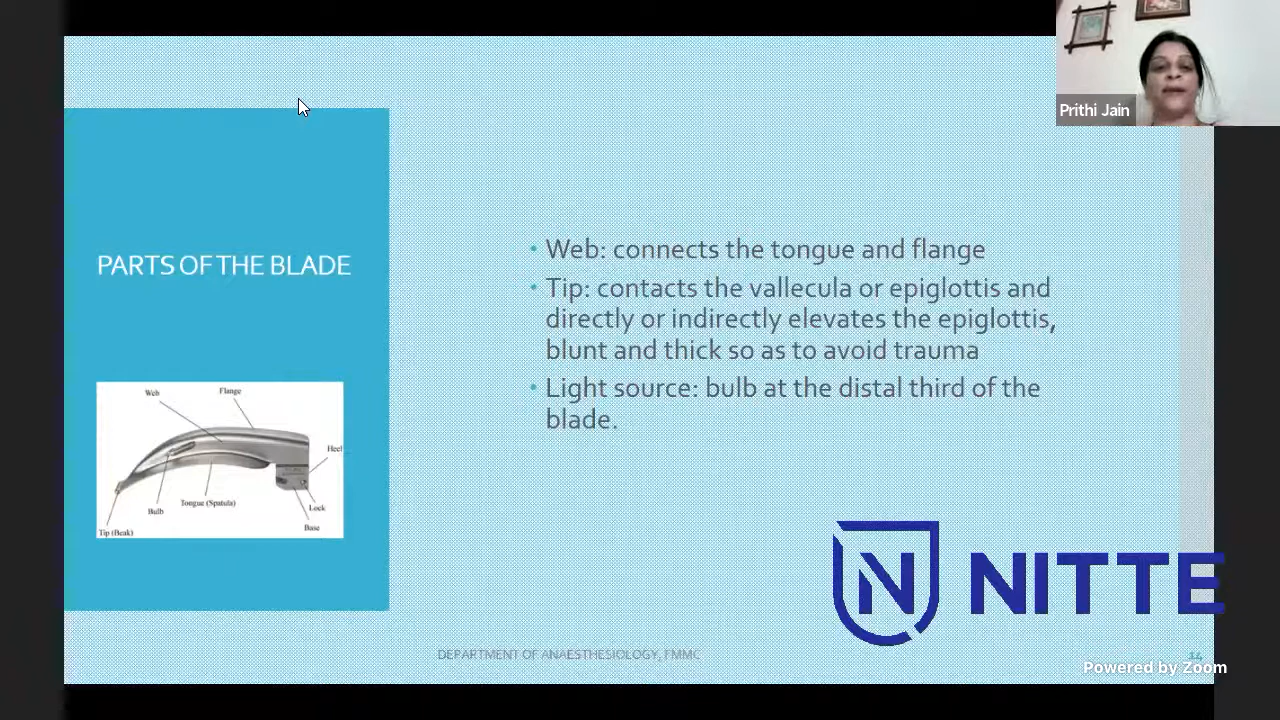 Prithi Jain
PARTS OF THE BLADE
Web: connects the tongue and flange
Tip: contacts the vallecula or epiglottis and
directly or indirectly elevates the epiglottis,
blunt and thick so as to avoid trauma
Light source: bulb at the distal third of the
blade.
Web
Flange
Heel
Tongue (Spatula)
Bulb
Lock
Base
Tip (Beak)
N NITTE
DEPARTMENT OF ANAESTHESIOLOGY, FMMC
14
Powered by Zoom